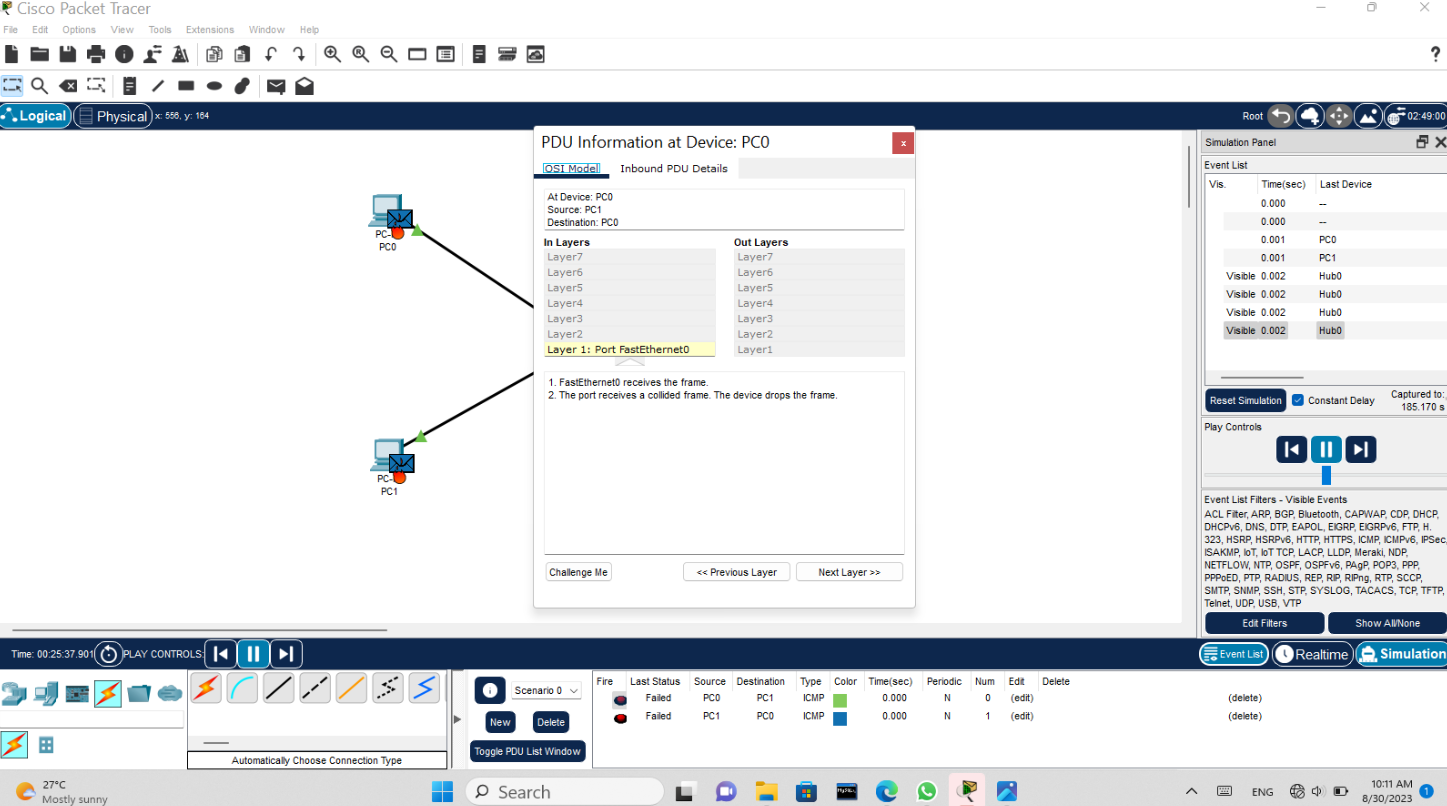 Cisco Packet Tracer
File Edit Options View Tools Extensions Window Help
Logical Physical x: 556, y: 164 Root 02:49:00
PDU Information at Device: PC0 x
OSI Model Inbound PDU Details
At Device: PC0
Source: PC1
Destination: PC0
In Layers Out Layers
Layer7 Layer7
Layer6 Layer6
Layer5 Layer5
Layer4 Layer4
Layer3 Layer3
Layer2 Layer2
Layer 1: Port FastEthernet0 Layer1
1. FastEthernet0 receives the frame.
2. The port receives a collided frame. The device drops the frame.
Challenge Me << Previous Layer Next Layer >>
PC-
PC0
PC-
PC1
Simulation Panel
Event List
Vis. Time(sec) Last Device
0.000 --
0.000 --
0.001 PC0
0.001 PC1
Visible 0.002 Hub0
Visible 0.002 Hub0
Visible 0.002 Hub0
Visible 0.002 Hub0
Reset Simulation Constant Delay Captured to:
185.170 s
Play Controls
Event List Filters - Visible Events
ACL Filter, ARP, BGP, Bluetooth, CAPWAP, CDP, DHCP,
DHCPv6, DNS, DTP, EAPOL, EIGRP, EIGRPv6, FTP, H.
323, HSRP, HSRPv6, HTTP, HTTPS, ICMP, ICMPv6, IPSec,
ISAKMP, IoT, IoT TCP, LACP, LLDP, Meraki, NDP,
NETFLOW, NTP, OSPF, OSPFv6, PAgP, POP3, PPP,
PPPoED, PTP, RADIUS, REP, RIP, RIPng, RTP, SCCP,
SMTP, SNMP, SSH, STP, SYSLOG, TACACS, TCP, TFTP,
Telnet, UDP, USB, VTP
Edit Filters Show All/None
Time: 00:25:37.901 PLAY CONTROLS: Event List Realtime Simulation
Scenario 0
New Delete
Toggle PDU List Window
Fire Last Status Source Destination Type Color Time(sec) Periodic Num Edit Delete
Failed PC0 PC1 ICMP 0.000 N 0 (edit) (delete)
Failed PC1 PC0 ICMP 0.000 N 1 (edit) (delete)
Automatically Choose Connection Type
27°C
Mostly sunny
Search
ENG
10:11 AM
8/30/2023 1